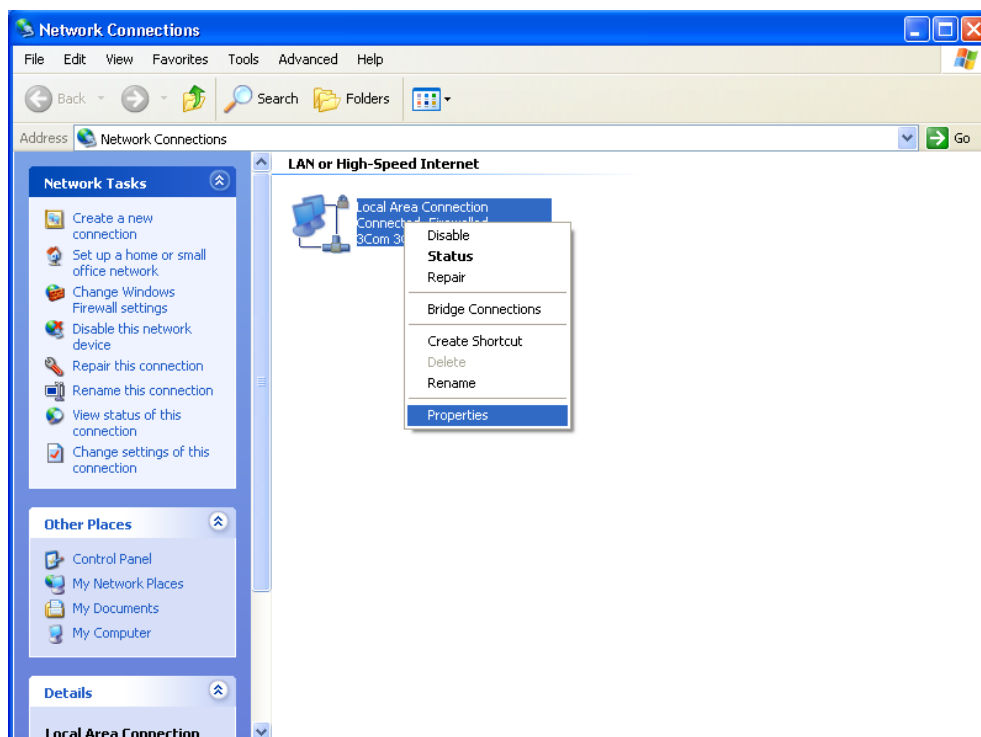 Network Connections
File Edit View Favorites Tools Advanced Help
Back Search Folders
Address Network Connections Go
Network Tasks
Create a new
connection
Set up a home or small
office network
Change Windows
Firewall settings
Disable this network
device
Repair this connection
Rename this connection
View status of this
connection
Change settings of this
connection
Other Places
Control Panel
My Network Places
My Documents
My Computer
Details
Local Area Connection
LAN or High-Speed Internet
Local Area Connection
Connected, Firewalled
3Com
Disable
Status
Repair
Bridge Connections
Create Shortcut
Delete
Rename
Properties